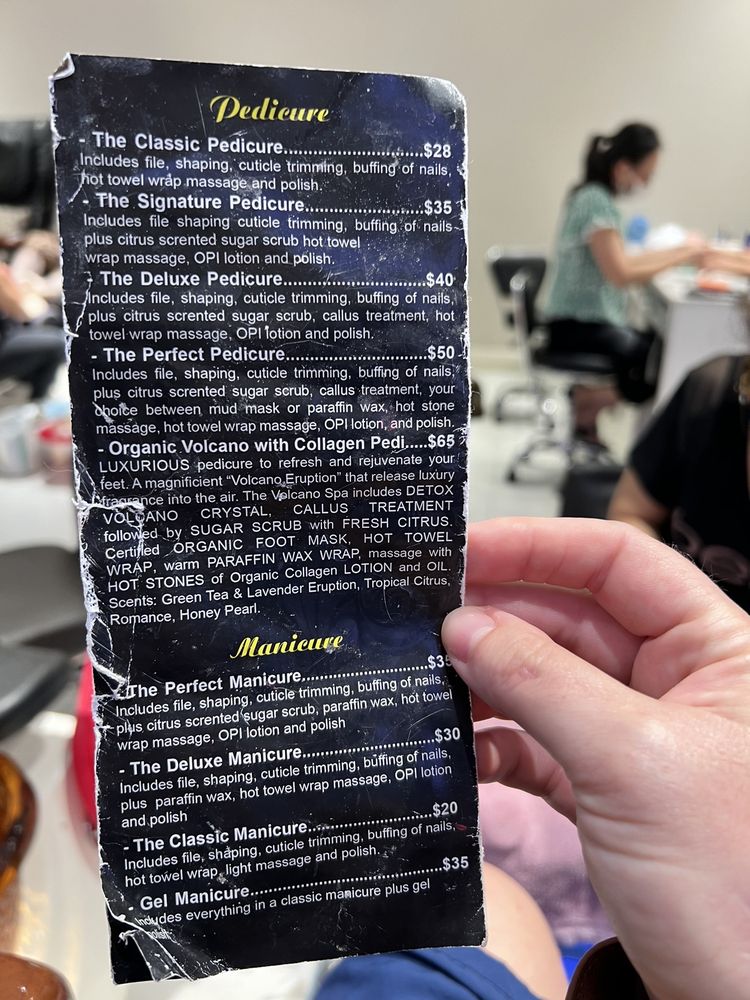 Pedicure
- The Classic Pedicure..............................$28
Includes file, shaping, cuticle trimming, buffing of nails,
hot towel wrap massage and polish.
- The Signature Pedicure..........................$35
Includes file shaping cuticle trimming, buffing of nails
plus citrus scrented sugar scrub hot towel
wrap massage, OPI lotion and polish.
- The Deluxe Pedicure..............................$40
Includes file, shaping, cuticle trimming, buffing of nails,
plus citrus scrented sugar scrub, callus treatment, hot
towel wrap massage, OPI lotion and polish.
- The Perfect Pedicure..............................$50
Includes file, shaping, cuticle trimming, buffing of nails,
plus citrus scrented sugar scrub, callus treatment, your
choice between mud mask or paraffin wax, hot stone
massage, hot towel wrap massage, OPI lotion, and polish.
- Organic Volcano with Collagen Pedi.....$65
LUXURIOUS pedicure to refresh and rejuvenate your
feet. A magnificient “Volcano Eruption” that release luxury
fragrance into the air. The Volcano Spa includes DETOX
VOLCANO CRYSTAL, CALLUS TREATMENT
followed by SUGAR SCRUB with FRESH CITRUS.
Certified ORGANIC FOOT MASK, HOT TOWEL
WRAP, warm PARAFFIN WAX WRAP, massage with
HOT STONES of Organic Collagen LOTION and OIL,
Scents: Green Tea & Lavender Eruption, Tropical Citrus,
Romance, Honey Pearl.
Manicure
- The Perfect Manicure...........................$35
Includes file, shaping, cuticle trimming, buffing of nails,
plus citrus scrented sugar scrub, paraffin wax, hot towel
wrap massage, OPI lotion and polish
- The Deluxe Manicure............................$30
Includes file, shaping, cuticle trimming, buffing of nails,
plus paraffin wax, hot towel wrap massage, OPI lotion
and polish
- The Classic Manicure..........................$20
Includes file, shaping, cuticle trimming, buffing of nails,
hot towel wrap, light massage and polish.
- Gel Manicure..........................................$35
Includes everything in a classic manicure plus gel
polish